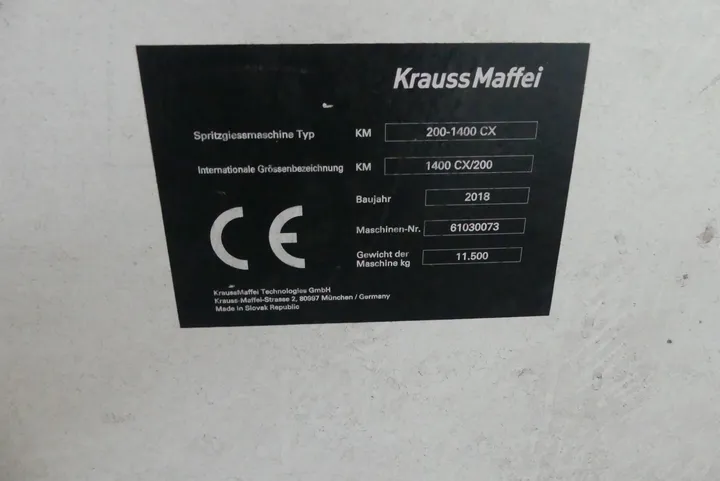 Krauss Maffei
Spritzgiessmaschine Typ KM 200-1400 CX
Internationale Grössenbezeichnung KM 1400 CX/200
Baujahr 2018
Maschinen-Nr. 61030073
Gewicht der
Maschine kg 11.500
CE
KraussMaffei Technologies GmbH
Krauss-Maffei-Strasse 2, 80997 München / Germany
Made in Slovak Republic